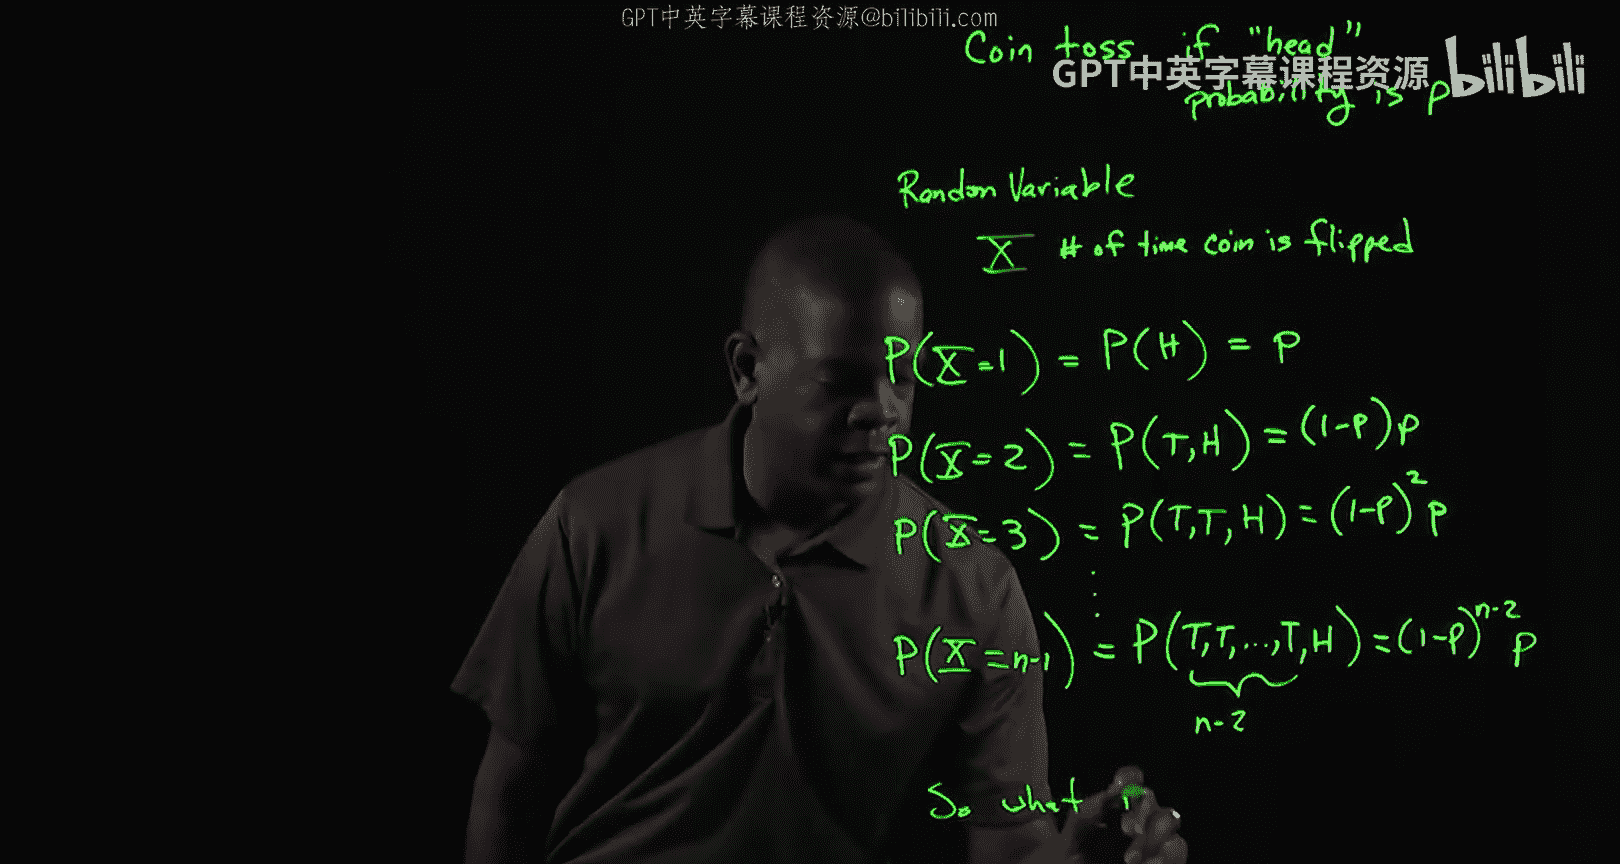 GPT中英字幕课程资源@bilibili.com
Coin toss if "head"
GPT中英字幕课程资源 bilibili
probability is p
Random Variable
X # of time coin is flipped
P(X=1) = P(H) = p
P(X=2) = P(T,H) = (1-p)p
P(X=3) = P(T,T,H) = (1-p)² p
⋮
P(X=n-1) = P(T,T,...,T,H) = (1-p)ⁿ⁻² p
n-2
So what